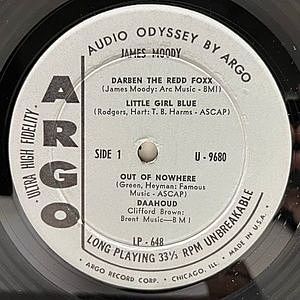 AUDIO ODYSSEY BY ARGO
JAMES MOODY
ULTRA HIGH FIDELITY.
ARGO
DARBEN THE REDD FOXX
(James Moody: Arc Music - BMI)
LITTLE GIRL BLUE
(Rodgers, Hart: T. B. Harms - ASCAP)
SIDE 1
U - 9680
OUT OF NOWHERE
(Green, Heyman: Famous
Music - ASCAP)
DAAHOUD
Clifford Brown:
Brent Music—B M I
LP - 648
LONG PLAYING 33⅓ RPM UNBREAKABLE
ARGO RECORD CORP. • CHICAGO, ILL. • MADE IN U.S.A.